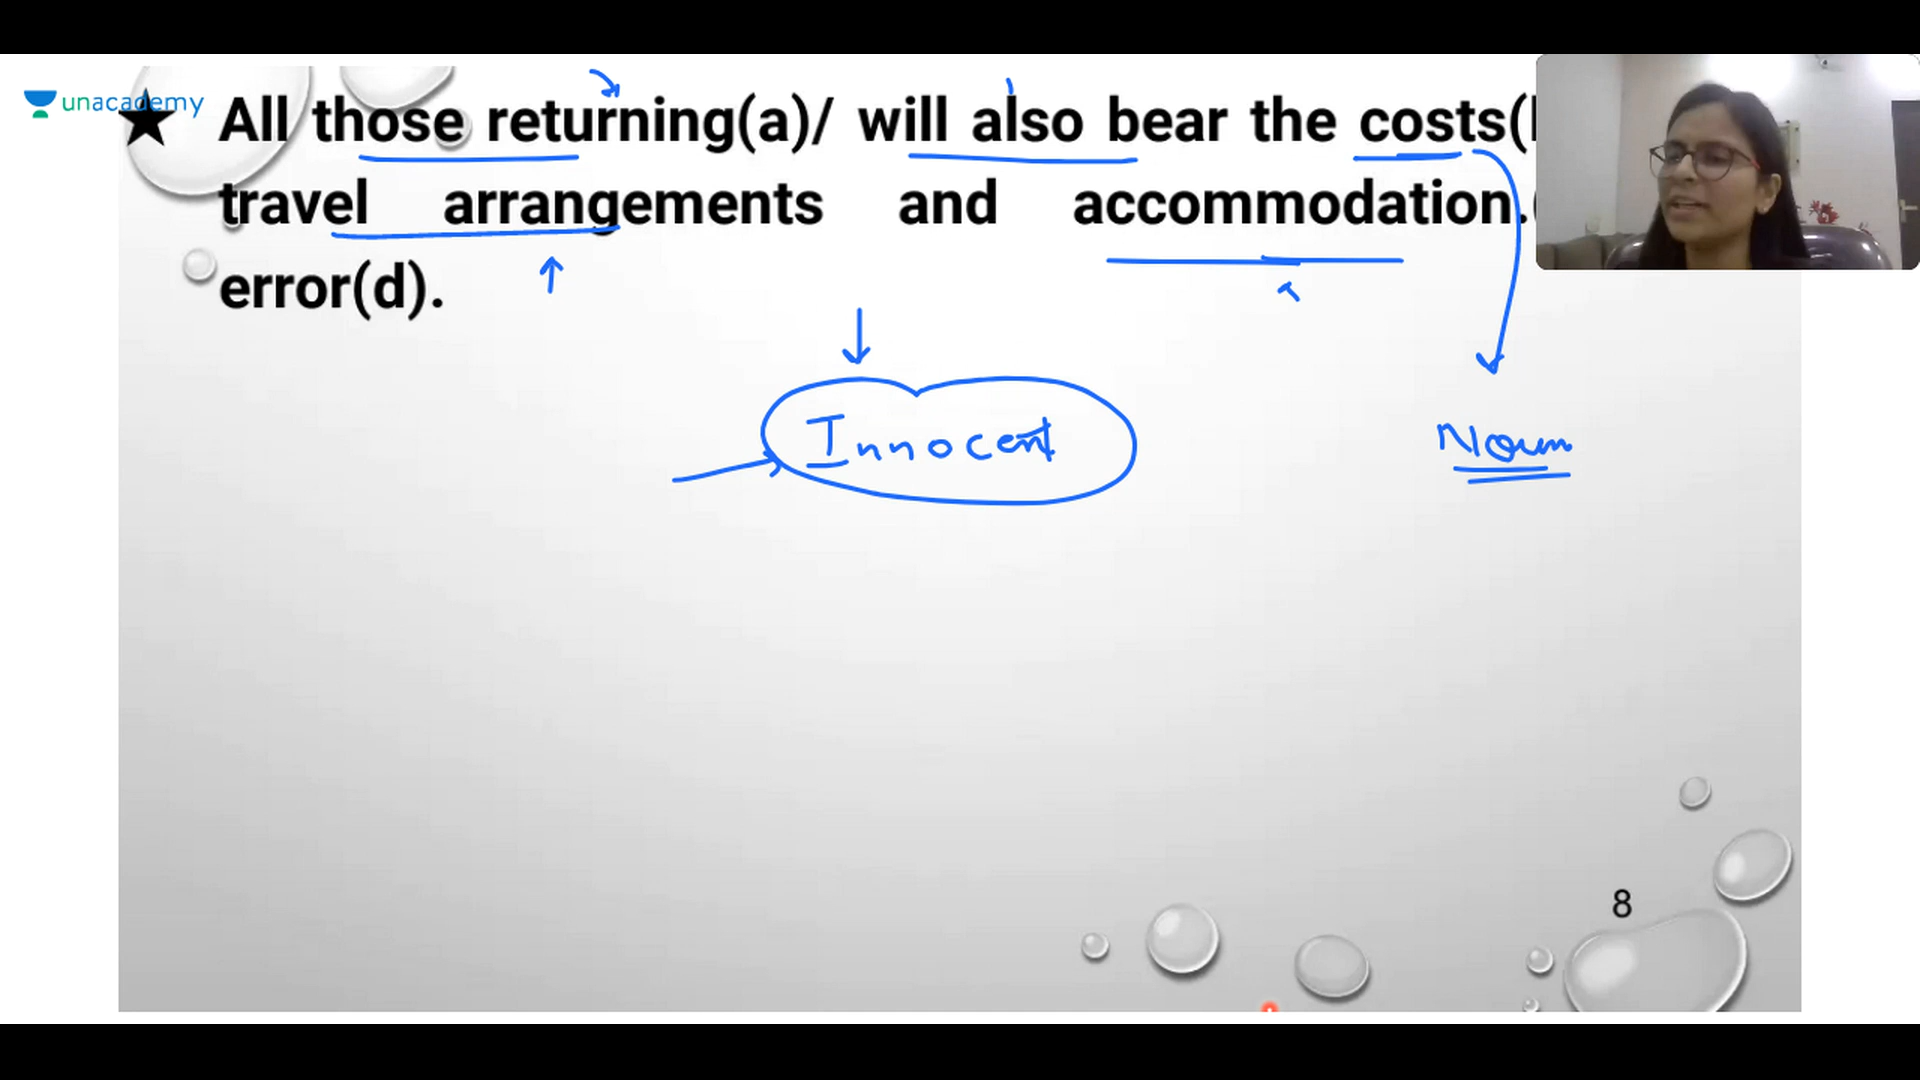 unacademy
★ All those returning(a)/ will also bear the costs(
travel arrangements and accommodation.
error(d).
Innocent
Noun
8